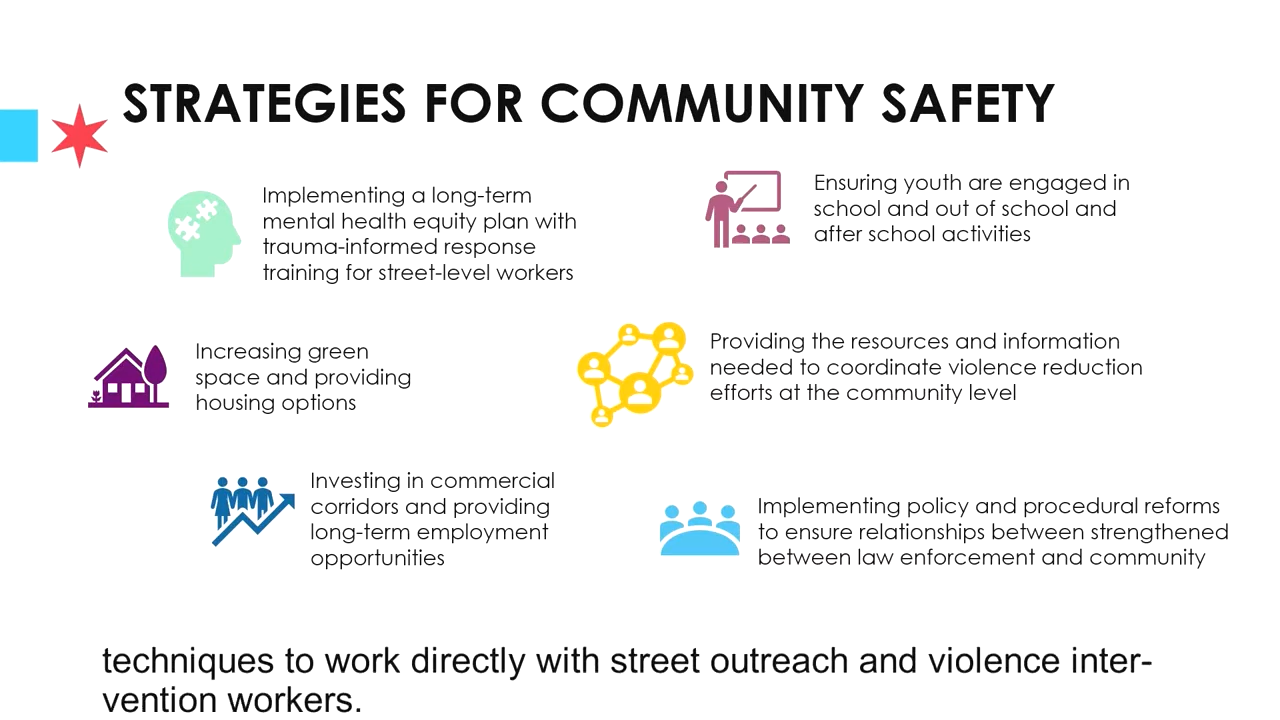 STRATEGIES FOR COMMUNITY SAFETY
Implementing a long-term
mental health equity plan with
trauma-informed response
training for street-level workers
Ensuring youth are engaged in
school and out of school and
after school activities
Increasing green
space and providing
housing options
Providing the resources and information
needed to coordinate violence reduction
efforts at the community level
Investing in commercial
corridors and providing
long-term employment
opportunities
Implementing policy and procedural reforms
to ensure relationships between strengthened
between law enforcement and community
techniques to work directly with street outreach and violence inter-
vention workers.